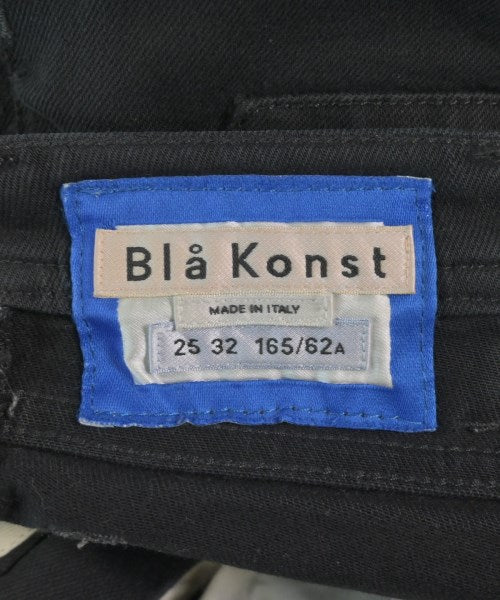 Blå Konst
MADE IN ITALY
25 32 165/62A